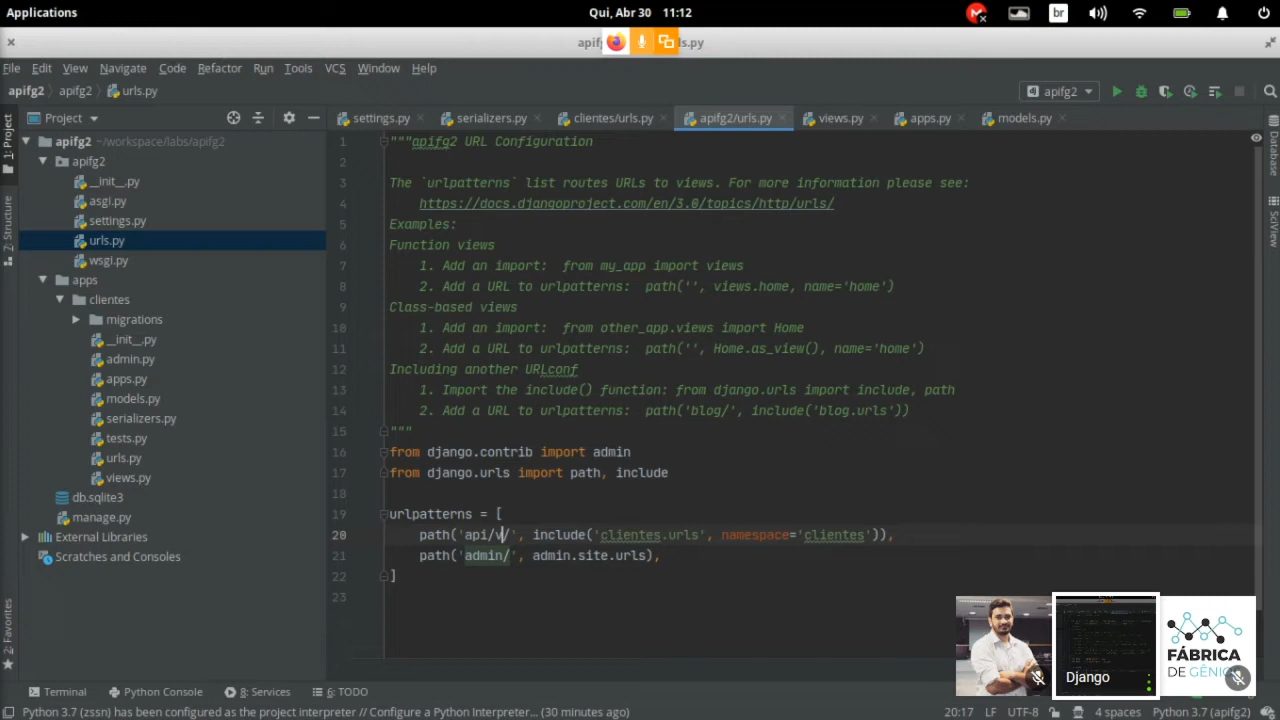 Applications
Qui, Abr 30 11:12
br
apifg ls.py
File Edit View Navigate Code Refactor Run Tools VCS Window Help
apifg2 apifg2 urls.py
apifg2
Project
settings.py serializers.py clientes/urls.py apifg2/urls.py views.py apps.py models.py
1: Project
Z: Structure
Favorites
Database
SciView
apifg2 ~/workspace/labs/apifg2
apifg2
__init__.py
asgi.py
settings.py
urls.py
wsgi.py
apps
clientes
migrations
__init__.py
admin.py
apps.py
models.py
serializers.py
tests.py
urls.py
views.py
db.sqlite3
manage.py
External Libraries
Scratches and Consoles
1 """apifg2 URL Configuration
2
3 The `urlpatterns` list routes URLs to views. For more information please see:
4 https://docs.djangoproject.com/en/3.0/topics/http/urls/
5 Examples:
6 Function views
7 1. Add an import: from my_app import views
8 2. Add a URL to urlpatterns: path('', views.home, name='home')
9 Class-based views
10 1. Add an import: from other_app.views import Home
11 2. Add a URL to urlpatterns: path('', Home.as_view(), name='home')
12 Including another URLconf
13 1. Import the include() function: from django.urls import include, path
14 2. Add a URL to urlpatterns: path('blog/', include('blog.urls'))
15 """
16 from django.contrib import admin
17 from django.urls import path, include
18
19 urlpatterns = [
20 path('api/v/', include('clientes.urls', namespace='clientes')),
21 path('admin/', admin.site.urls),
22 ]
23
Django
FÁBRICA
DE GÊNI
Terminal Python Console 8: Services 6: TODO
Python 3.7 (zssn) has been configured as the project interpreter // Configure a Python Interpreter... (30 minutes ago)
20:17 LF UTF-8 4 spaces Python 3.7 (apifg2)